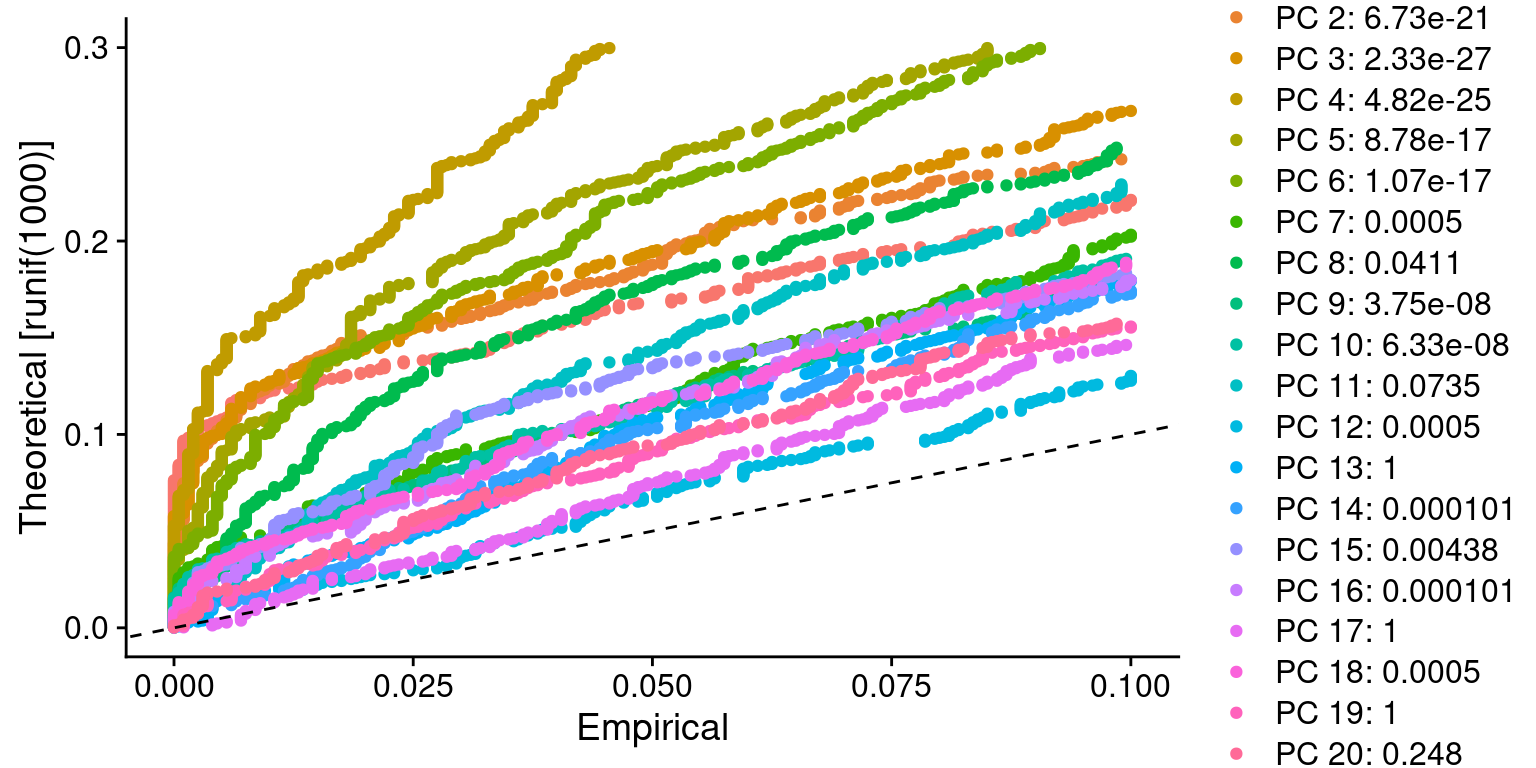 Theoretical [runif(1000)]
0.3
0.2
0.1
0.0
0.000 0.025 0.050 0.075 0.100
Empirical
PC 2: 6.73e-21
PC 3: 2.33e-27
PC 4: 4.82e-25
PC 5: 8.78e-17
PC 6: 1.07e-17
PC 7: 0.0005
PC 8: 0.0411
PC 9: 3.75e-08
PC 10: 6.33e-08
PC 11: 0.0735
PC 12: 0.0005
PC 13: 1
PC 14: 0.000101
PC 15: 0.00438
PC 16: 0.000101
PC 17: 1
PC 18: 0.0005
PC 19: 1
PC 20: 0.248